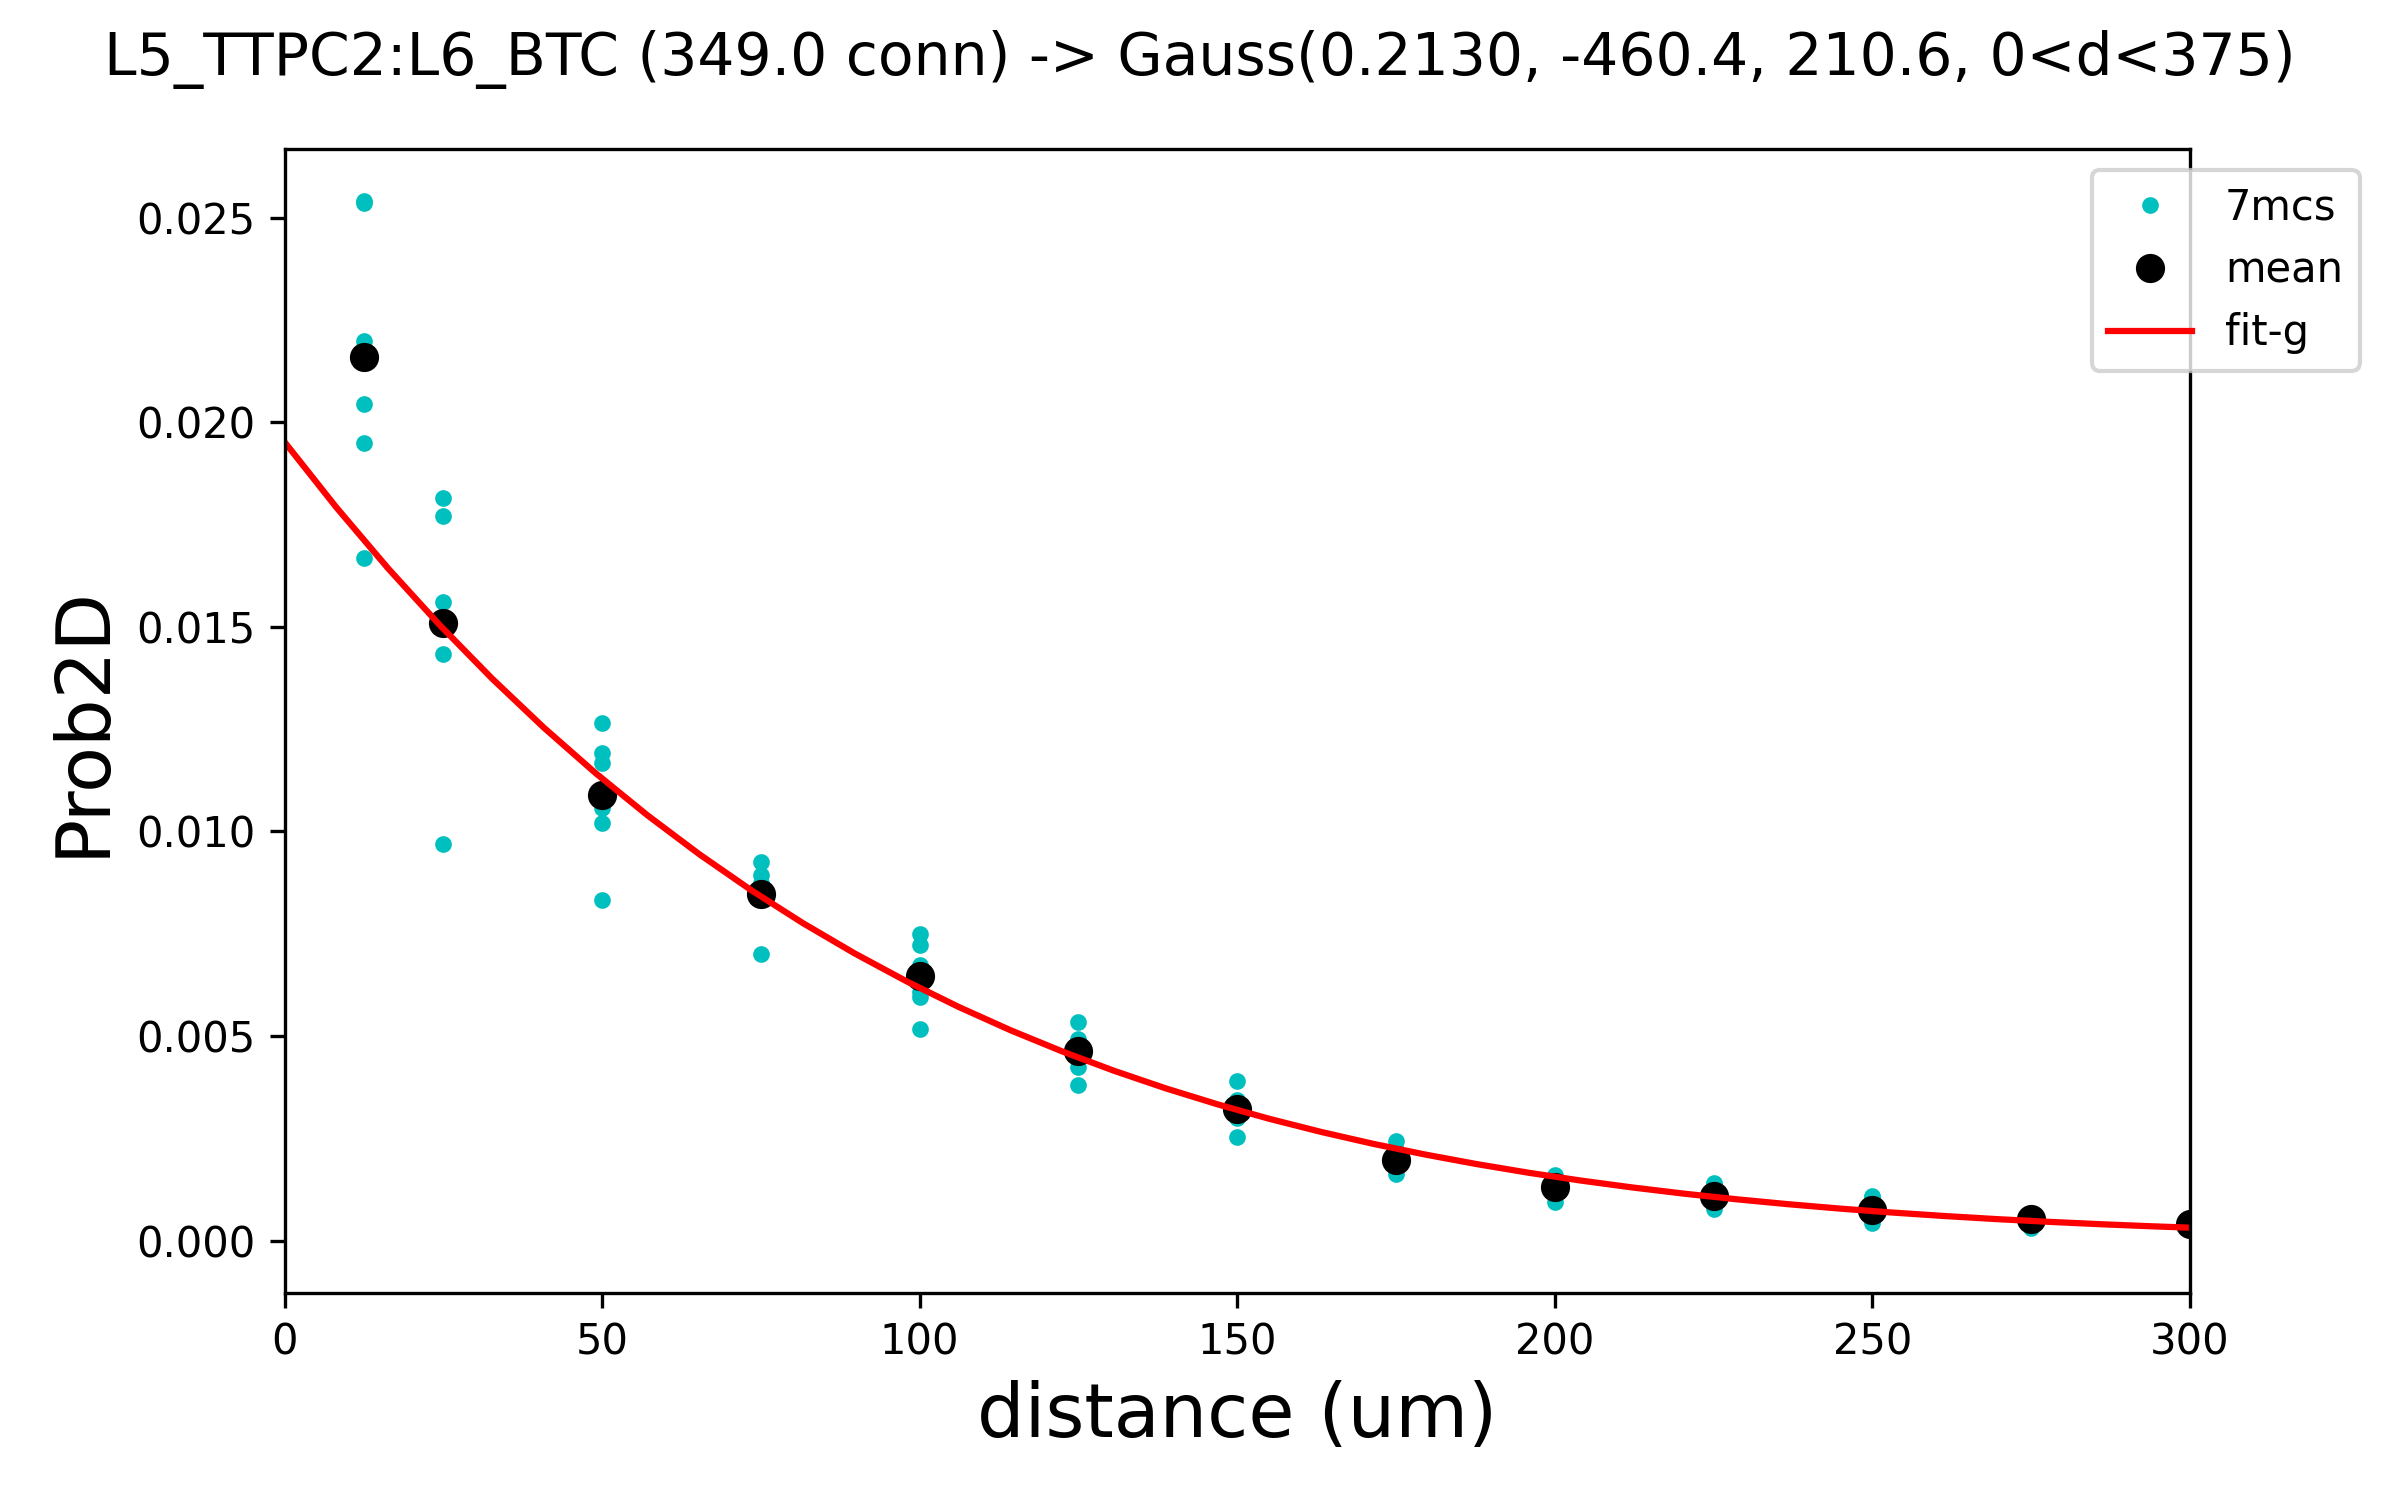 L5_TTPC2:L6_BTC (349.0 conn) -> Gauss(0.2130, -460.4, 210.6, 0<d<375)
7mcs
mean
fit-g
Prob2D
0.025
0.020
0.015
0.010
0.005
0.000
0 50 100 150 200 250 300
distance (um)